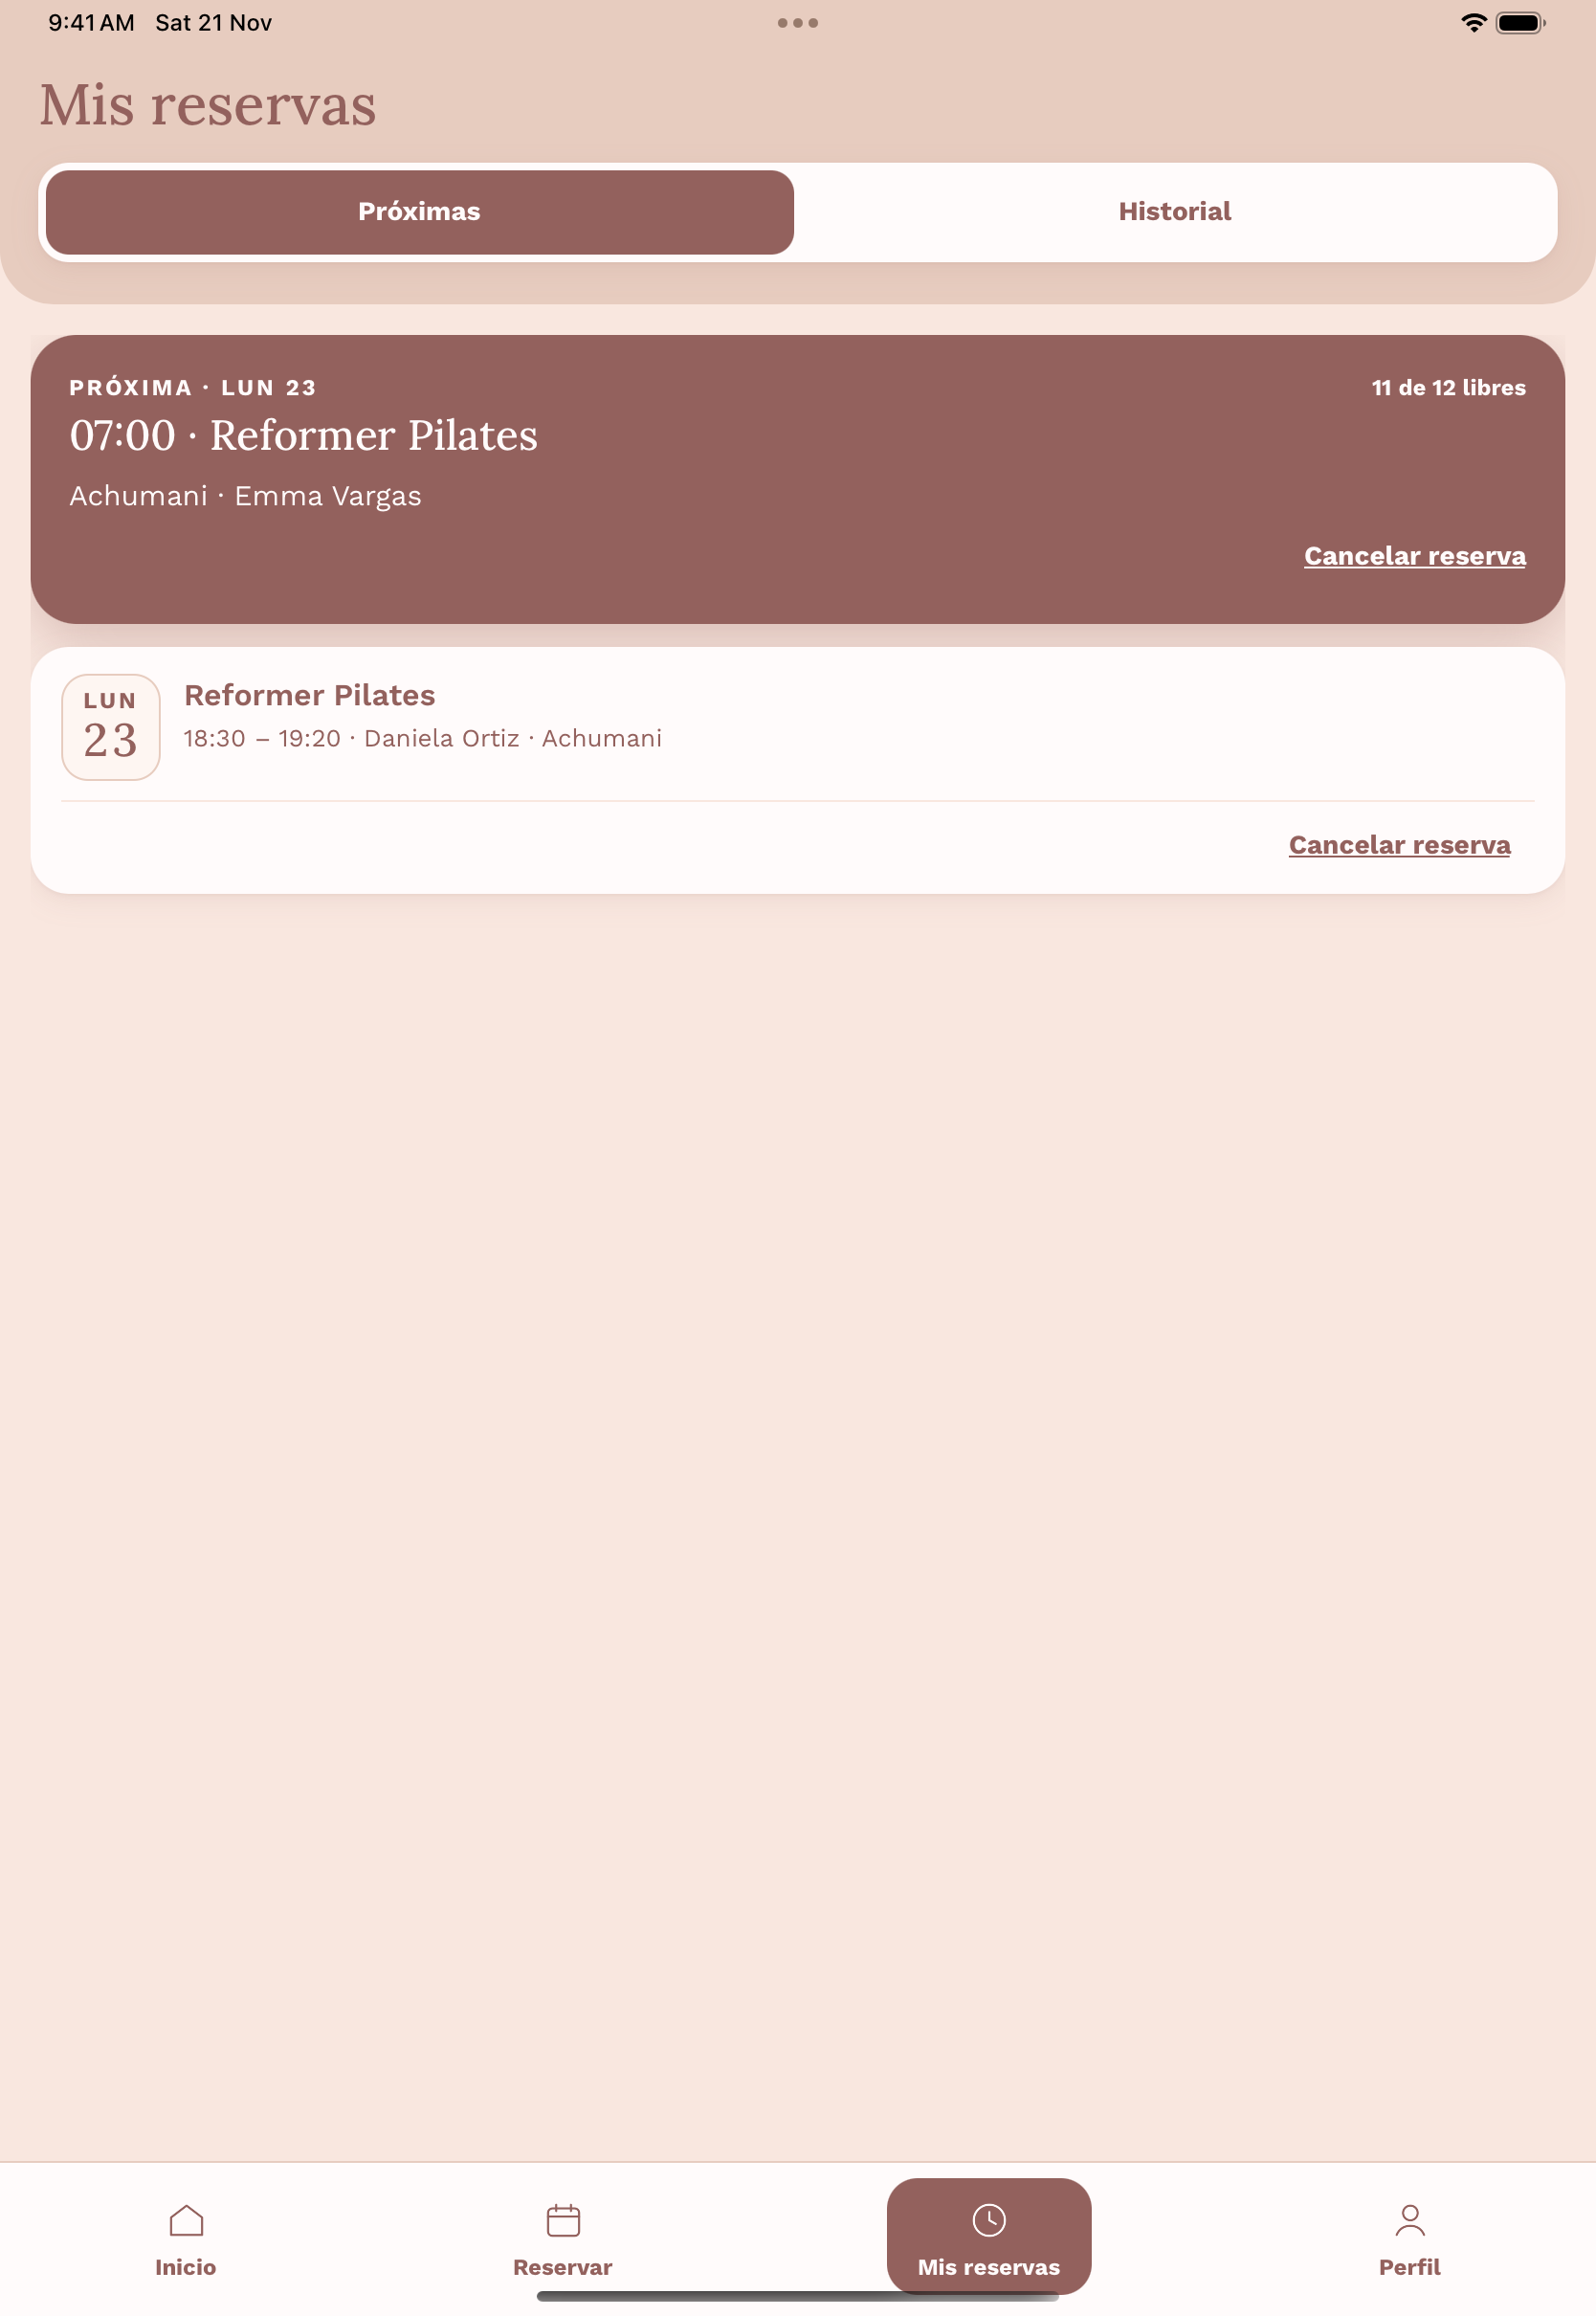 9:41 AM Sat 21 Nov
Mis reservas
Próximas
Historial
PRÓXIMA · LUN 23
11 de 12 libres
07:00 · Reformer Pilates
Achumani · Emma Vargas
Cancelar reserva
LUN
23
Reformer Pilates
18:30 – 19:20 · Daniela Ortiz · Achumani
Cancelar reserva
Inicio
Reservar
Mis reservas
Perfil